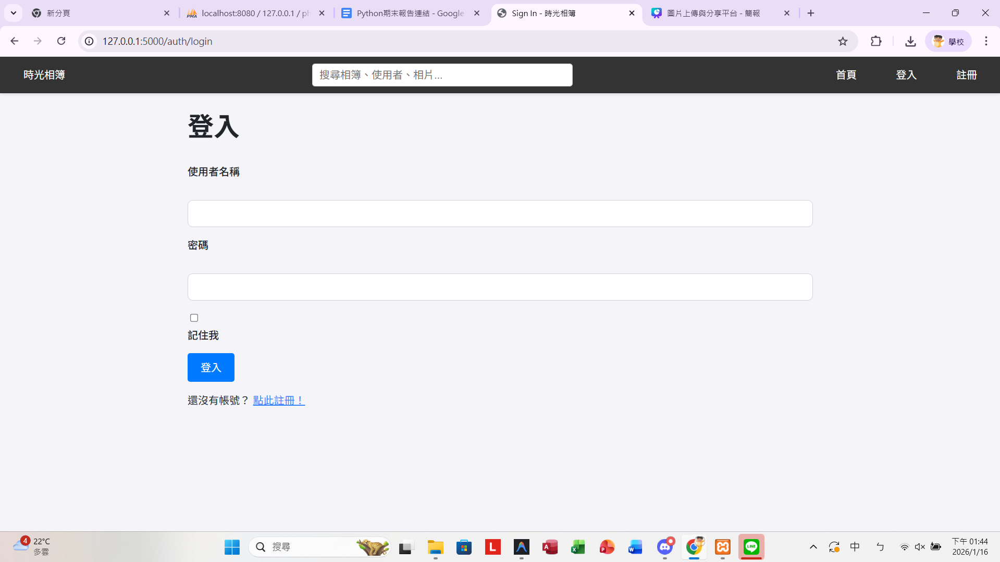 新分頁
localhost:8080 / 127.0.0.1 / ph
Python期末報告連結 - Google
Sign In - 時光相簿
圖片上傳與分享平台 - 簡報
127.0.0.1:5000/auth/login
學校
時光相簿
搜尋相簿、使用者、相片...
首頁
登入
註冊
登入
使用者名稱
密碼
記住我
登入
還沒有帳號？ 點此註冊！
4
22°C
多雲
搜尋
中
ㄅ
下午 01:44
2026/1/16